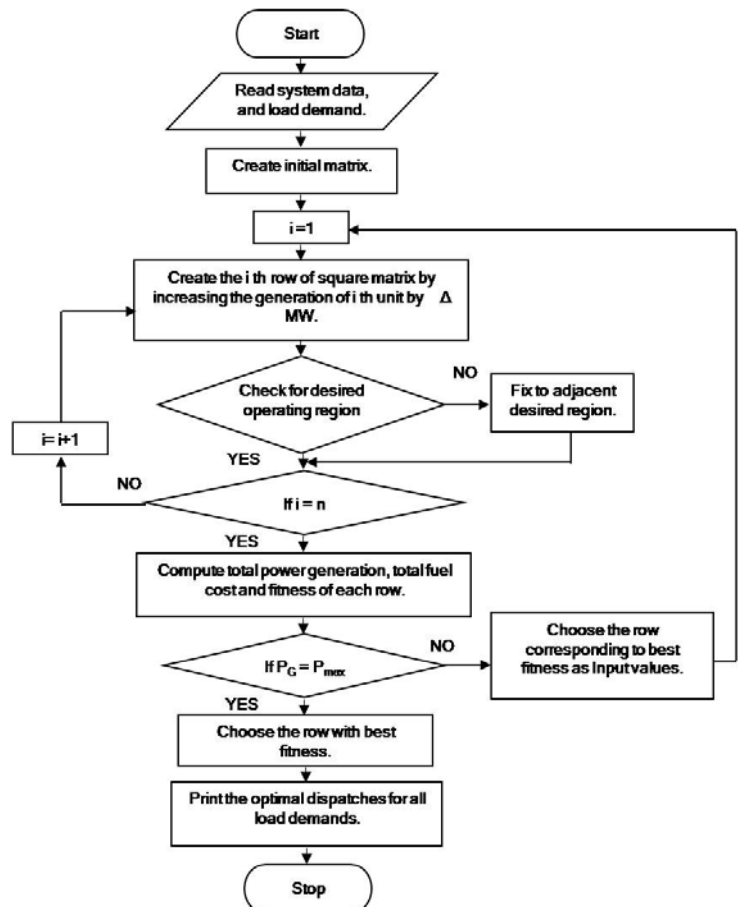 Start
Read system data,
and load demand.
Create initial matrix.
i =1
Create the i th row of square matrix by
increasing the generation of i th unit by Δ
MW.
Check for desired
operating region
NO
Fix to adjacent
desired region.
i= i+1
YES
NO
If i = n
YES
Compute total power generation, total fuel
cost and fitness of each row.
If P_G = P_max
NO
Choose the row
corresponding to best
fitness as Input values.
YES
Choose the row with best
fitness.
Print the optimal dispatches for all
load demands.
Stop